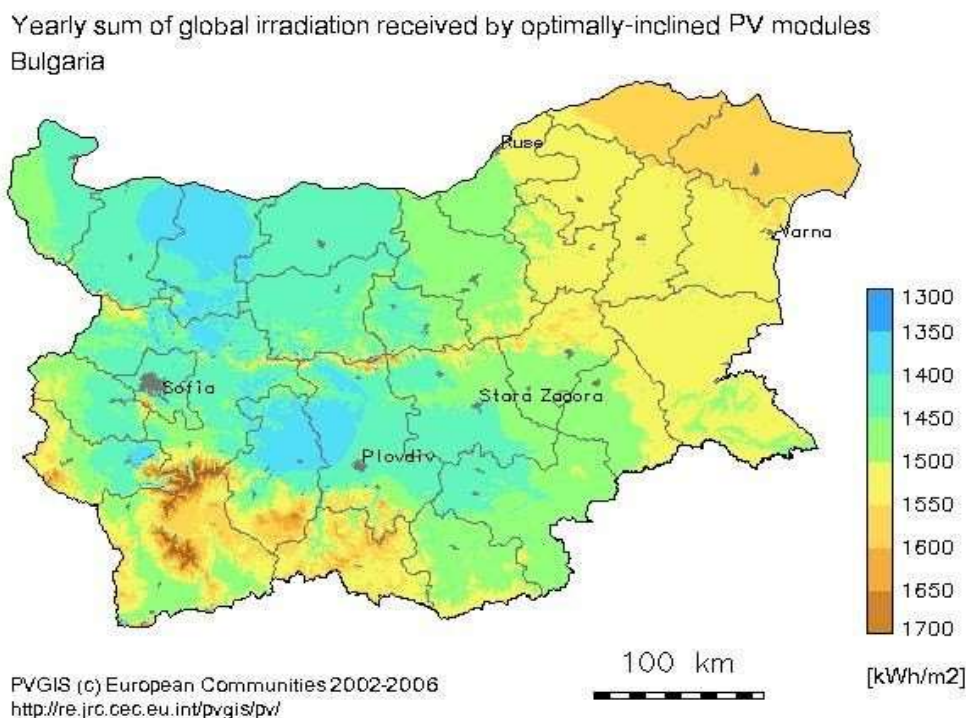 Yearly sum of global irradiation received by optimally-inclined PV modules
Bulgaria
Ruse
Varna
Sofia
Stara Zagora
Plovdiv
1300
1350
1400
1450
1500
1550
1600
1650
1700
[kWh/m2]
100 km
PVGIS (c) European Communities 2002-2006
http://re.jrc.cec.eu.int/pvgis/pv/